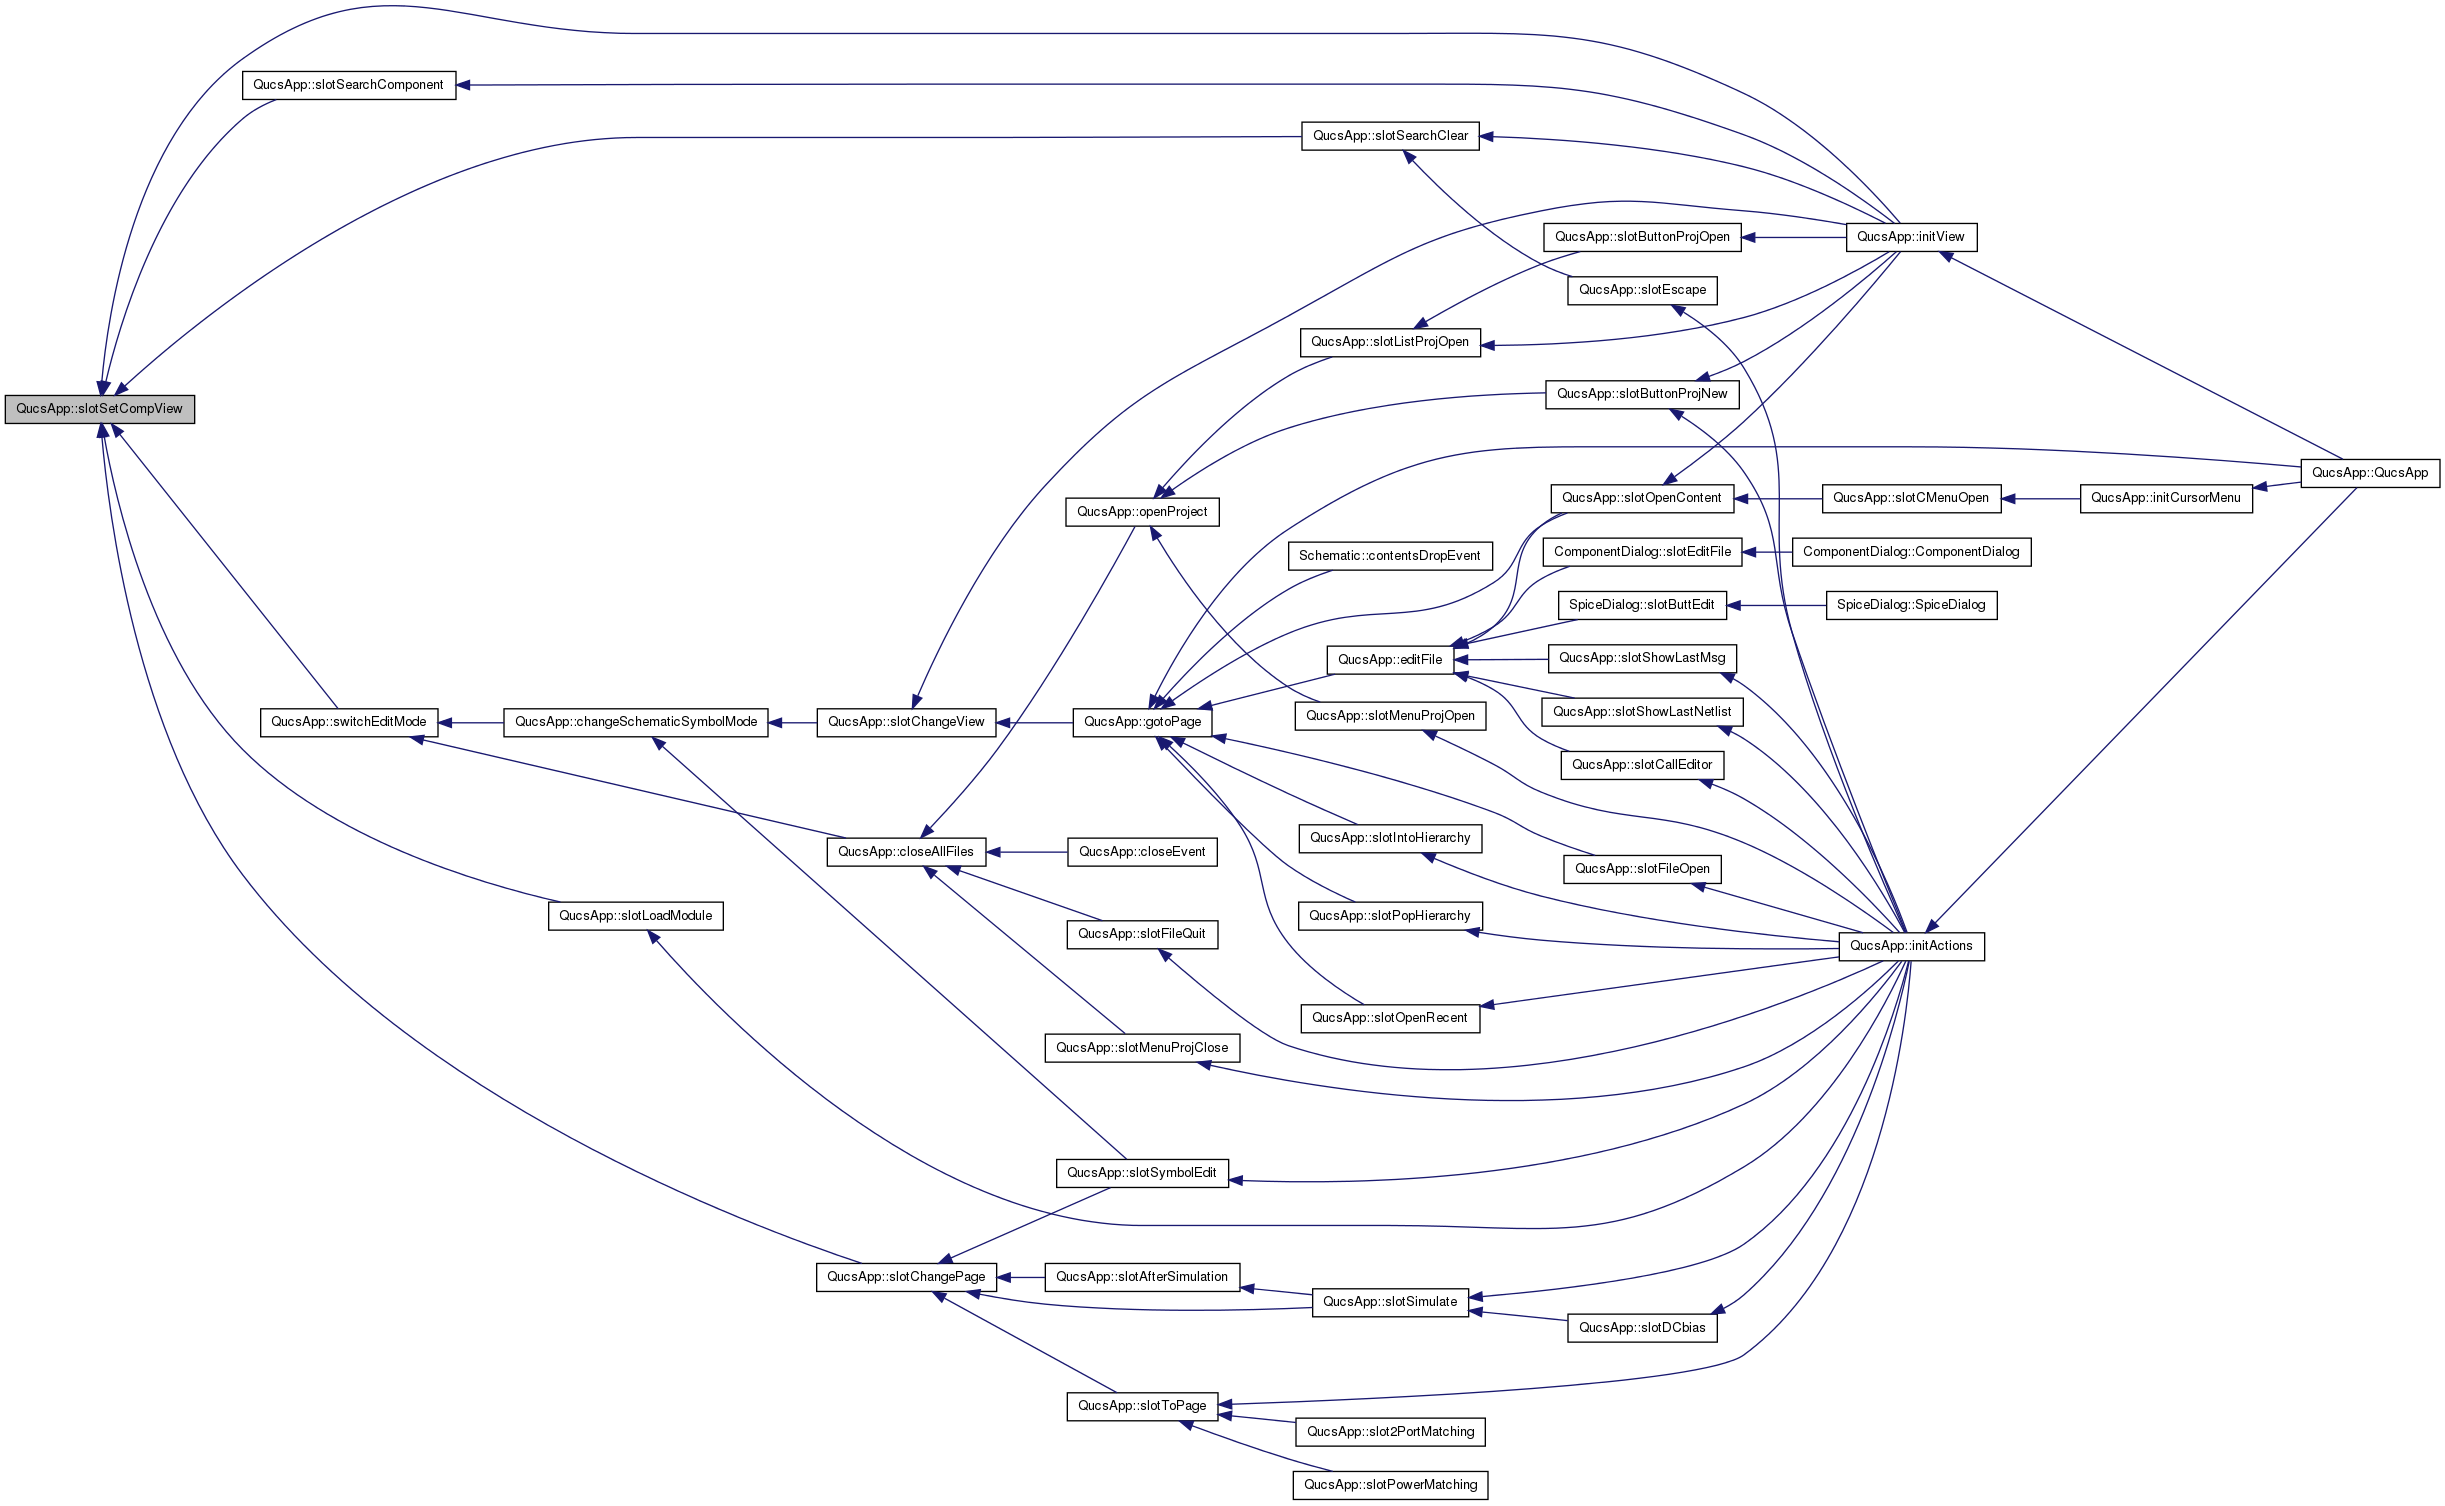 QucsApp::slotSearchComponent
QucsApp::slotSearchClear
QucsApp::initView
QucsApp::slotButtonProjOpen
QucsApp::slotEscape
QucsApp::slotListProjOpen
QucsApp::slotButtonProjNew
QucsApp::slotSetCompView
QucsApp::QucsApp
QucsApp::slotOpenContent
QucsApp::slotCMenuOpen
QucsApp::initCursorMenu
QucsApp::openProject
Schematic::contentsDropEvent
ComponentDialog::slotEditFile
ComponentDialog::ComponentDialog
SpiceDialog::slotButtEdit
SpiceDialog::SpiceDialog
QucsApp::editFile
QucsApp::slotShowLastMsg
QucsApp::slotShowLastNetlist
QucsApp::switchEditMode
QucsApp::changeSchematicSymbolMode
QucsApp::slotChangeView
QucsApp::gotoPage
QucsApp::slotMenuProjOpen
QucsApp::slotCallEditor
QucsApp::slotIntoHierarchy
QucsApp::closeAllFiles
QucsApp::closeEvent
QucsApp::slotFileOpen
QucsApp::slotLoadModule
QucsApp::slotPopHierarchy
QucsApp::slotFileQuit
QucsApp::initActions
QucsApp::slotOpenRecent
QucsApp::slotMenuProjClose
QucsApp::slotSymbolEdit
QucsApp::slotChangePage
QucsApp::slotAfterSimulation
QucsApp::slotSimulate
QucsApp::slotDCbias
QucsApp::slotToPage
QucsApp::slot2PortMatching
QucsApp::slotPowerMatching